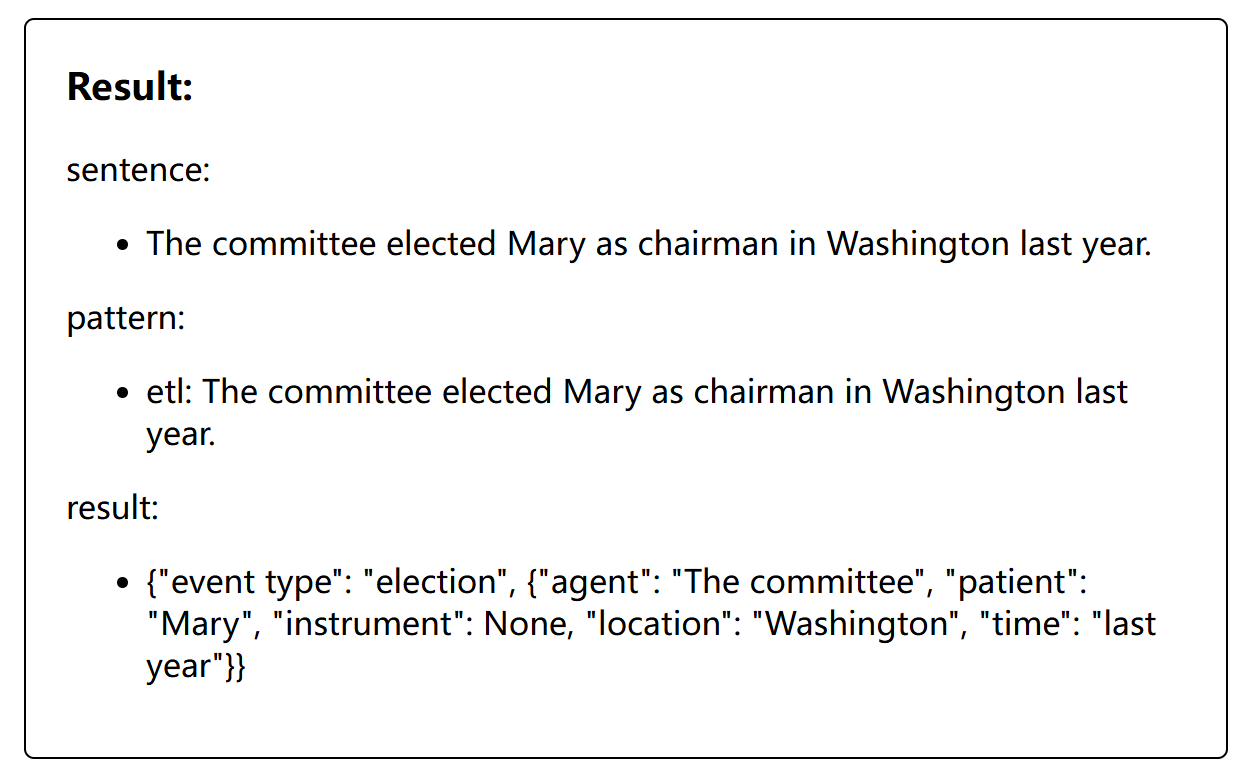 Result:
sentence:
• The committee elected Mary as chairman in Washington last year.
pattern:
• etl: The committee elected Mary as chairman in Washington last
year.
result:
• {"event type": "election", {"agent": "The committee", "patient":
"Mary", "instrument": None, "location": "Washington", "time": "last
year"}}